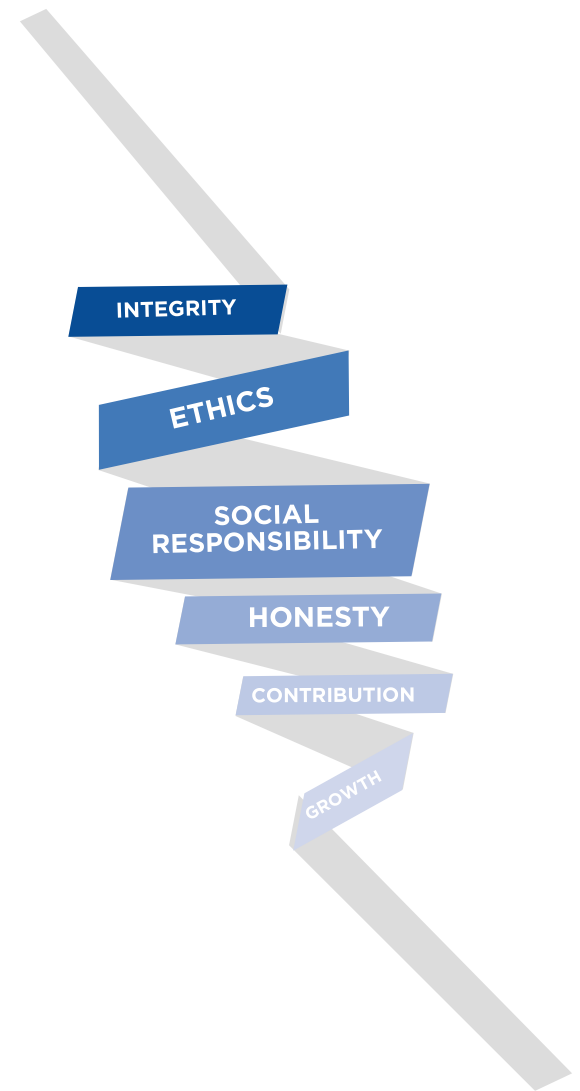 INTEGRITY
ETHICS
SOCIAL
RESPONSIBILITY
HONESTY
CONTRIBUTION
GROWTH